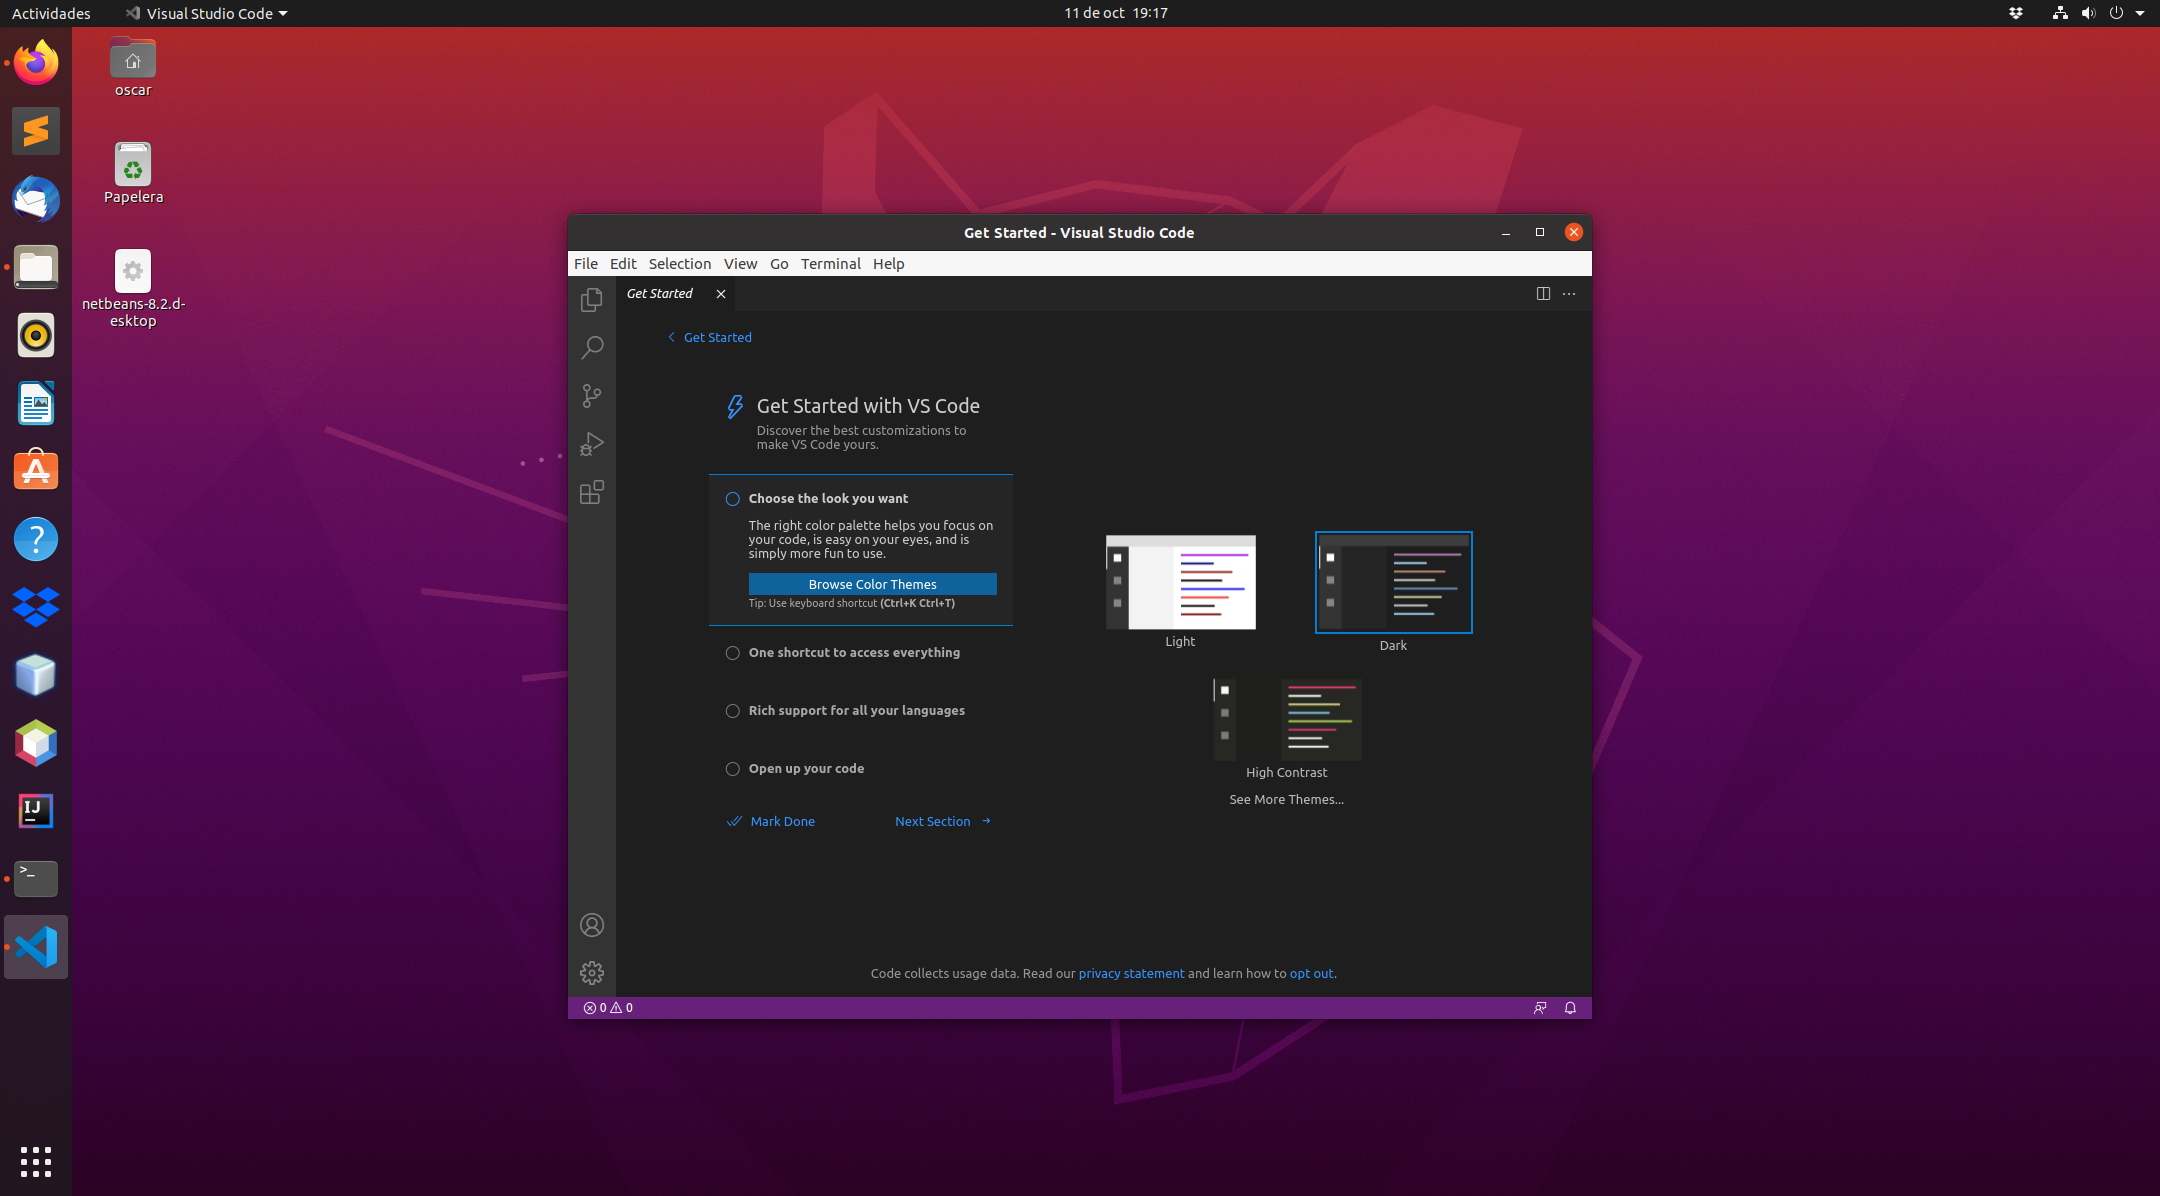 Actividades
Visual Studio Code
11 de oct 19:17
oscar
Papelera
netbeans-8.2.d-
esktop
IJ
>_
Get Started - Visual Studio Code
File Edit Selection View Go Terminal Help
Get Started
Get Started
Get Started with VS Code
Discover the best customizations to
make VS Code yours.
Choose the look you want
The right color palette helps you focus on
your code, is easy on your eyes, and is
simply more fun to use.
Browse Color Themes
Tip: Use keyboard shortcut (Ctrl+K Ctrl+T)
One shortcut to access everything
Rich support for all your languages
Open up your code
Mark Done
Next Section
Light
Dark
High Contrast
See More Themes...
Code collects usage data. Read our privacy statement and learn how to opt out.
0 0